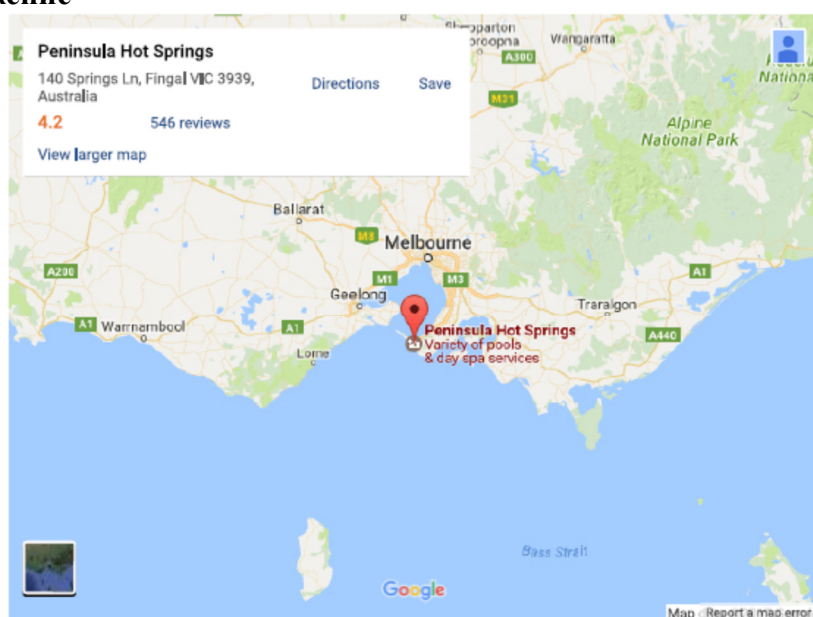 Peninsula Hot Springs
140 Springs Ln, Fingal VIC 3939,
Australia
Directions
Save
4.2
546 reviews
View larger map
Wangaratta
A300
M31
Alpine
National Park
Nationa
Ballarat
M8
Melbourne
A200
M1
M3
A1
Geelong
Traralgon
A1
Warrnambool
A1
Peninsula Hot Springs
Variety of pools
& day spa services
A440
Lorne
Bass Strait
Google
Map
Report a map error